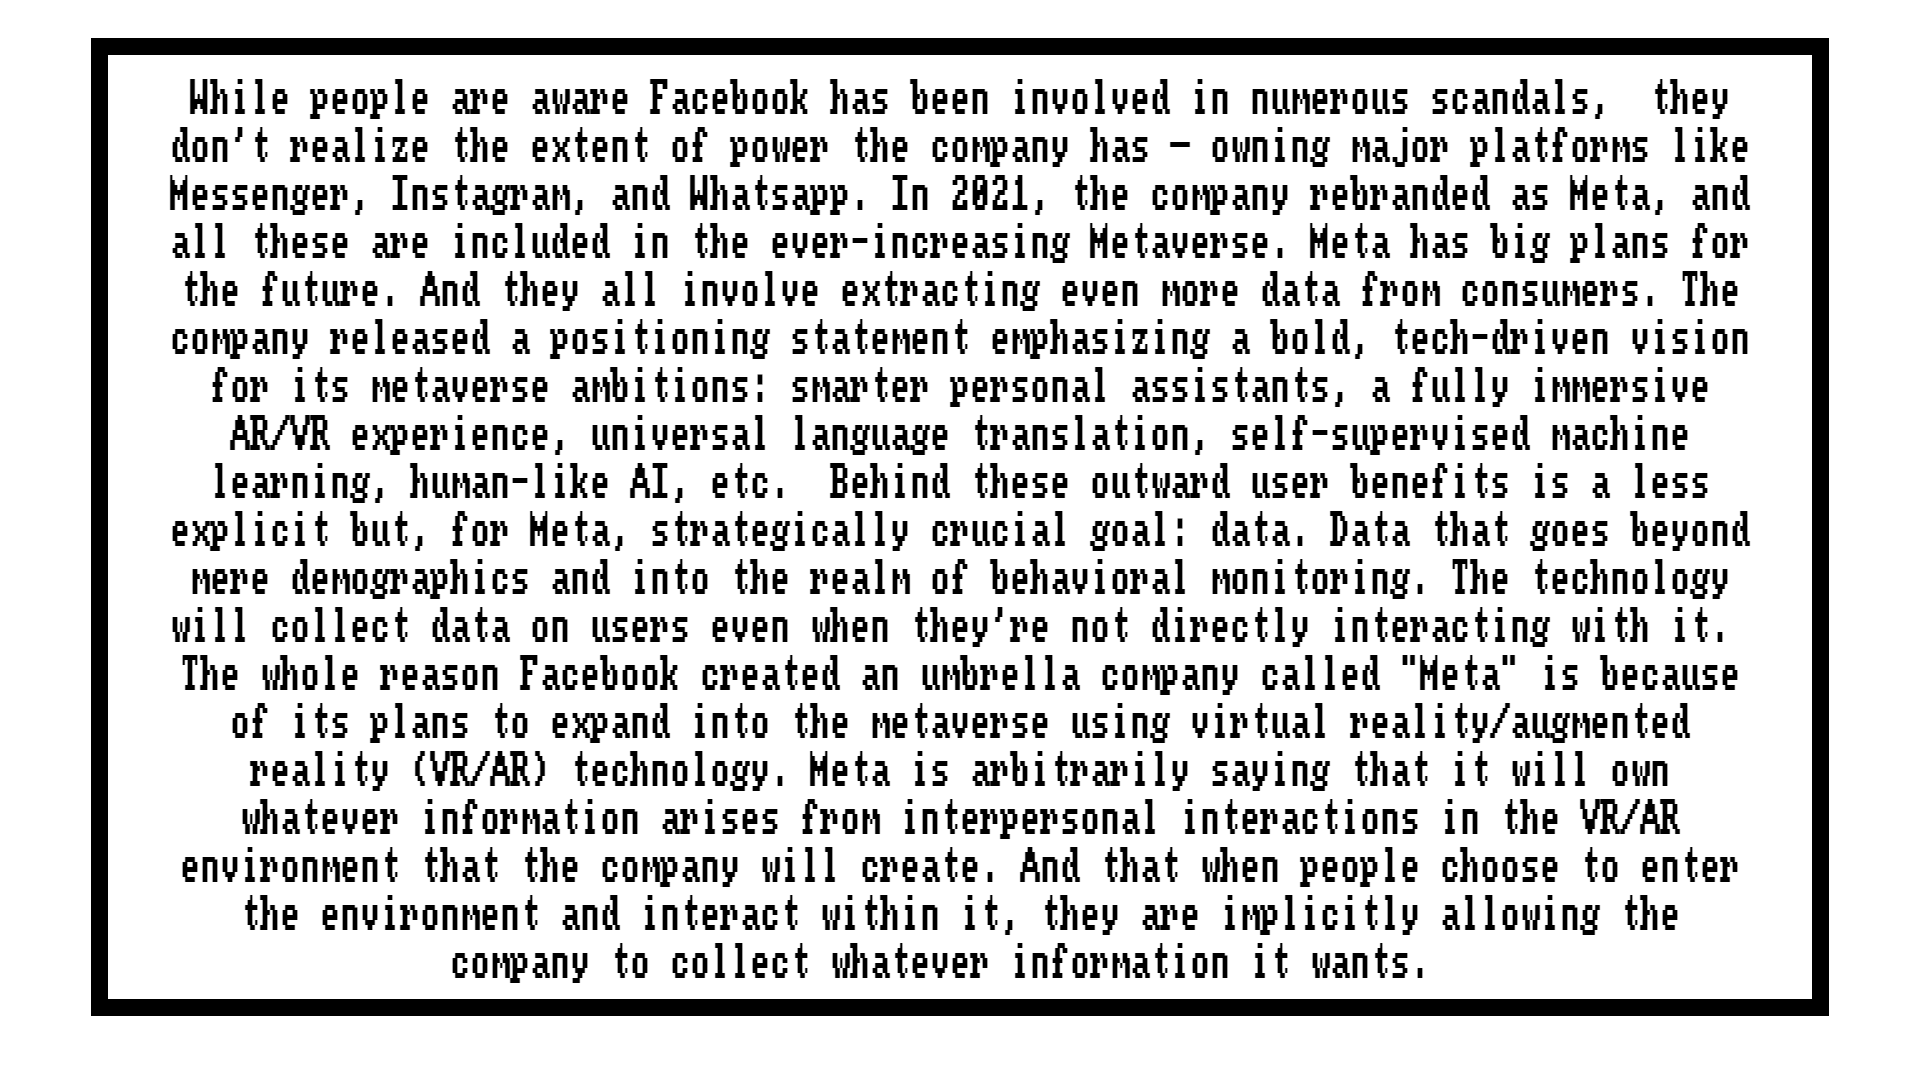 While people are aware Facebook has been involved in numerous scandals,  they
don't realize the extent of power the company has – owning major platforms like
Messenger, Instagram, and Whatsapp. In 2021, the company rebranded as Meta, and
all these are included in the ever-increasing Metaverse. Meta has big plans for
the future. And they all involve extracting even more data from consumers. The
company released a positioning statement emphasizing a bold, tech-driven vision
for its metaverse ambitions: smarter personal assistants, a fully immersive
AR/VR experience, universal language translation, self-supervised machine
learning, human-like AI, etc.  Behind these outward user benefits is a less
explicit but, for Meta, strategically crucial goal: data. Data that goes beyond
mere demographics and into the realm of behavioral monitoring. The technology
will collect data on users even when they're not directly interacting with it.
The whole reason Facebook created an umbrella company called "Meta" is because
of its plans to expand into the metaverse using virtual reality/augmented
reality (VR/AR) technology. Meta is arbitrarily saying that it will own
whatever information arises from interpersonal interactions in the VR/AR
environment that the company will create. And that when people choose to enter
the environment and interact within it, they are implicitly allowing the
company to collect whatever information it wants.